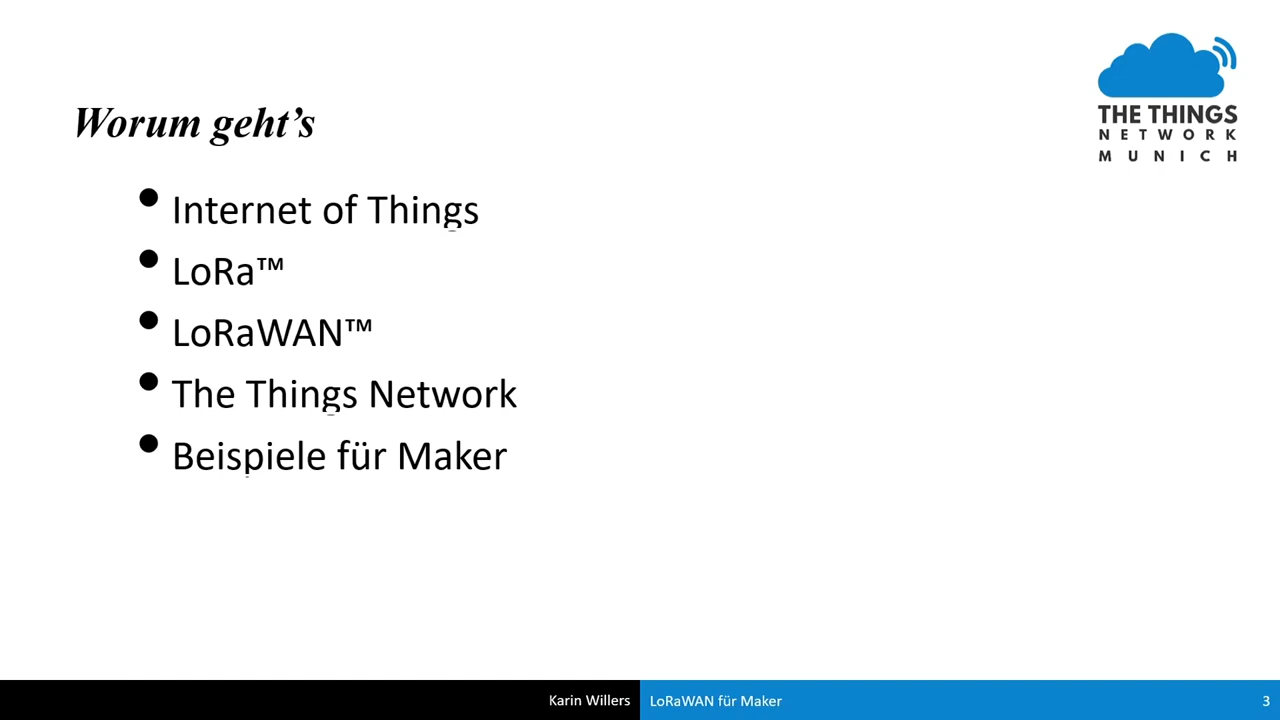 THE THINGS
NETWORK
MUNICH
Worum geht’s
• Internet of Things
• LoRa™
• LoRaWAN™
• The Things Network
• Beispiele für Maker
Karin Willers
LoRaWAN für Maker
3